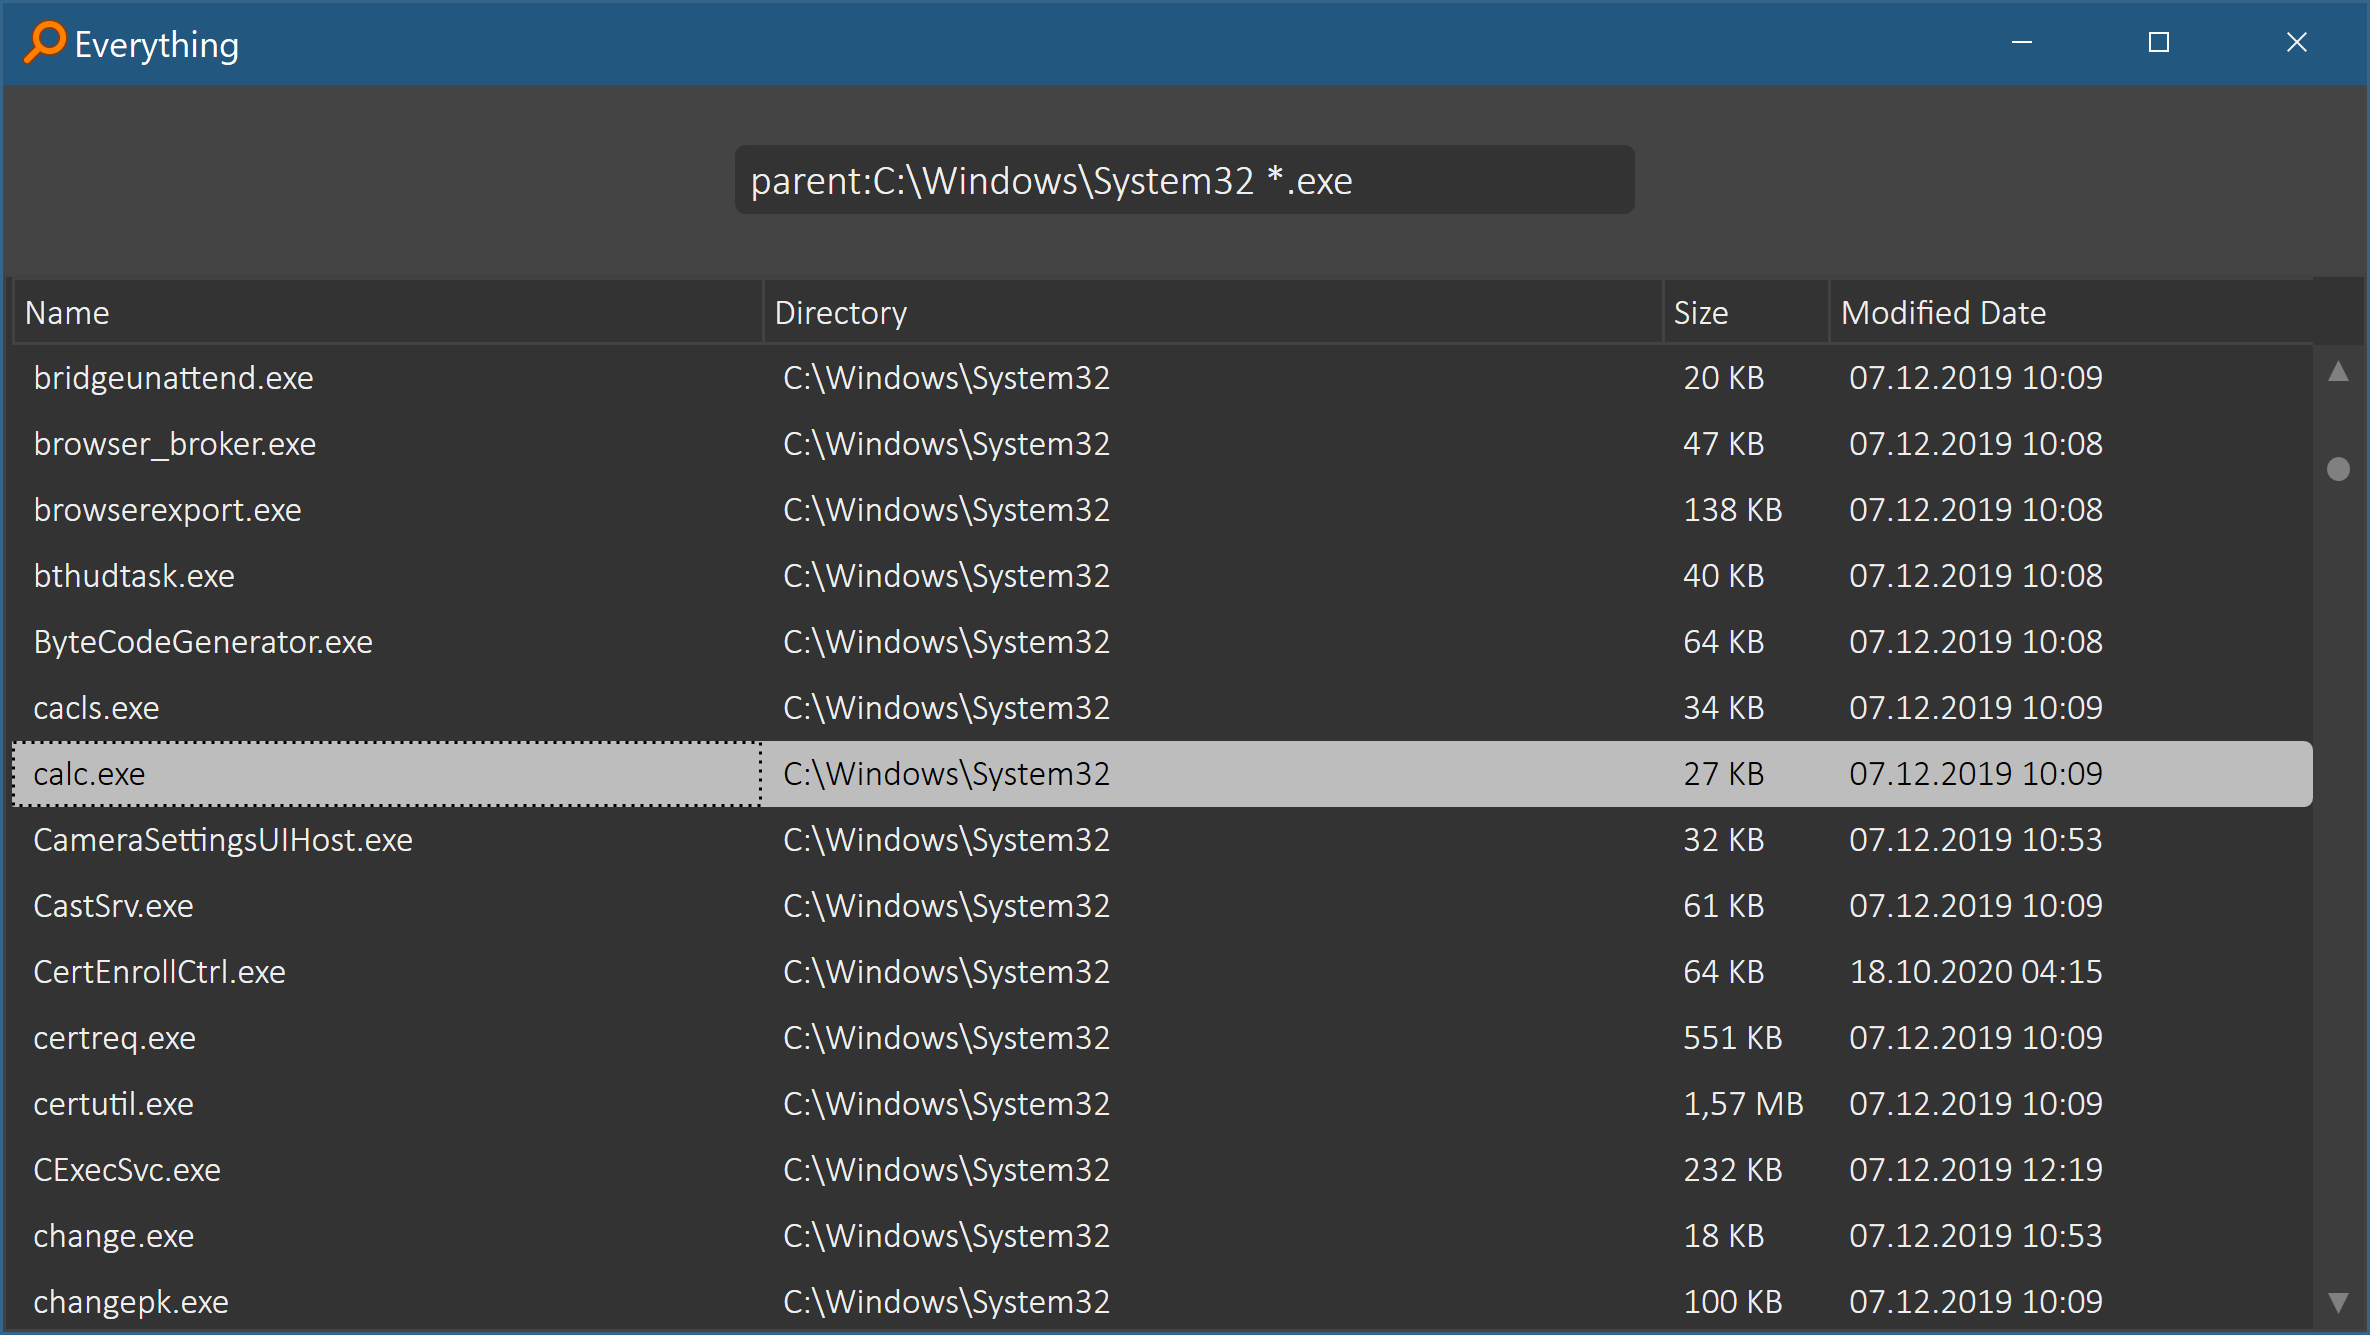 Everything
parent:C:\Windows\System32 *.exe
Name Directory Size Modified Date
bridgeunattend.exe C:\Windows\System32 20 KB 07.12.2019 10:09
browser_broker.exe C:\Windows\System32 47 KB 07.12.2019 10:08
browserexport.exe C:\Windows\System32 138 KB 07.12.2019 10:08
bthudtask.exe C:\Windows\System32 40 KB 07.12.2019 10:08
ByteCodeGenerator.exe C:\Windows\System32 64 KB 07.12.2019 10:08
cacls.exe C:\Windows\System32 34 KB 07.12.2019 10:09
calc.exe C:\Windows\System32 27 KB 07.12.2019 10:09
CameraSettingsUIHost.exe C:\Windows\System32 32 KB 07.12.2019 10:53
CastSrv.exe C:\Windows\System32 61 KB 07.12.2019 10:09
CertEnrollCtrl.exe C:\Windows\System32 64 KB 18.10.2020 04:15
certreq.exe C:\Windows\System32 551 KB 07.12.2019 10:09
certutil.exe C:\Windows\System32 1,57 MB 07.12.2019 10:09
CExecSvc.exe C:\Windows\System32 232 KB 07.12.2019 12:19
change.exe C:\Windows\System32 18 KB 07.12.2019 10:53
changepk.exe C:\Windows\System32 100 KB 07.12.2019 10:09